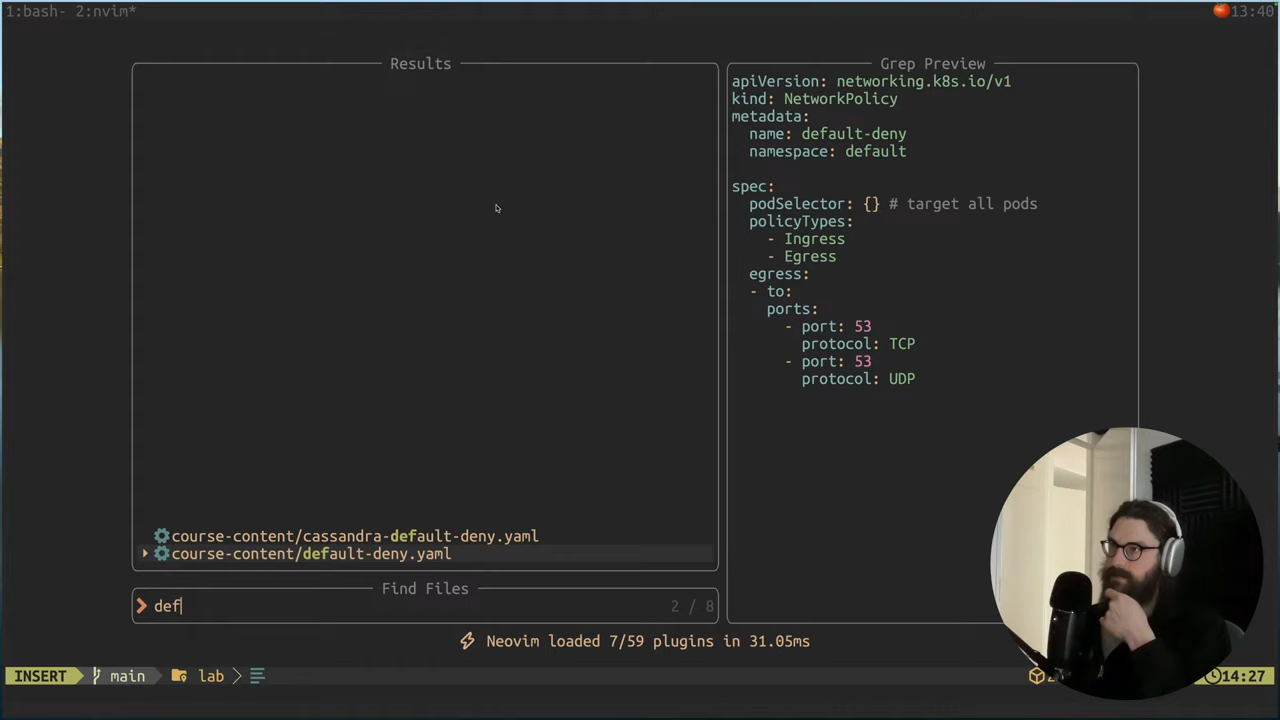 1:bash- 2:nvim*
13:40
Results
course-content/cassandra-default-deny.yaml
course-content/default-deny.yaml
Find Files
def
2 / 8
Grep Preview
apiVersion: networking.k8s.io/v1
kind: NetworkPolicy
metadata:
  name: default-deny
  namespace: default
spec:
  podSelector: {} # target all pods
  policyTypes:
    - Ingress
    - Egress
  egress:
  - to:
    ports:
      - port: 53
        protocol: TCP
      - port: 53
        protocol: UDP
Neovim loaded 7/59 plugins in 31.05ms
INSERT main lab
14:27